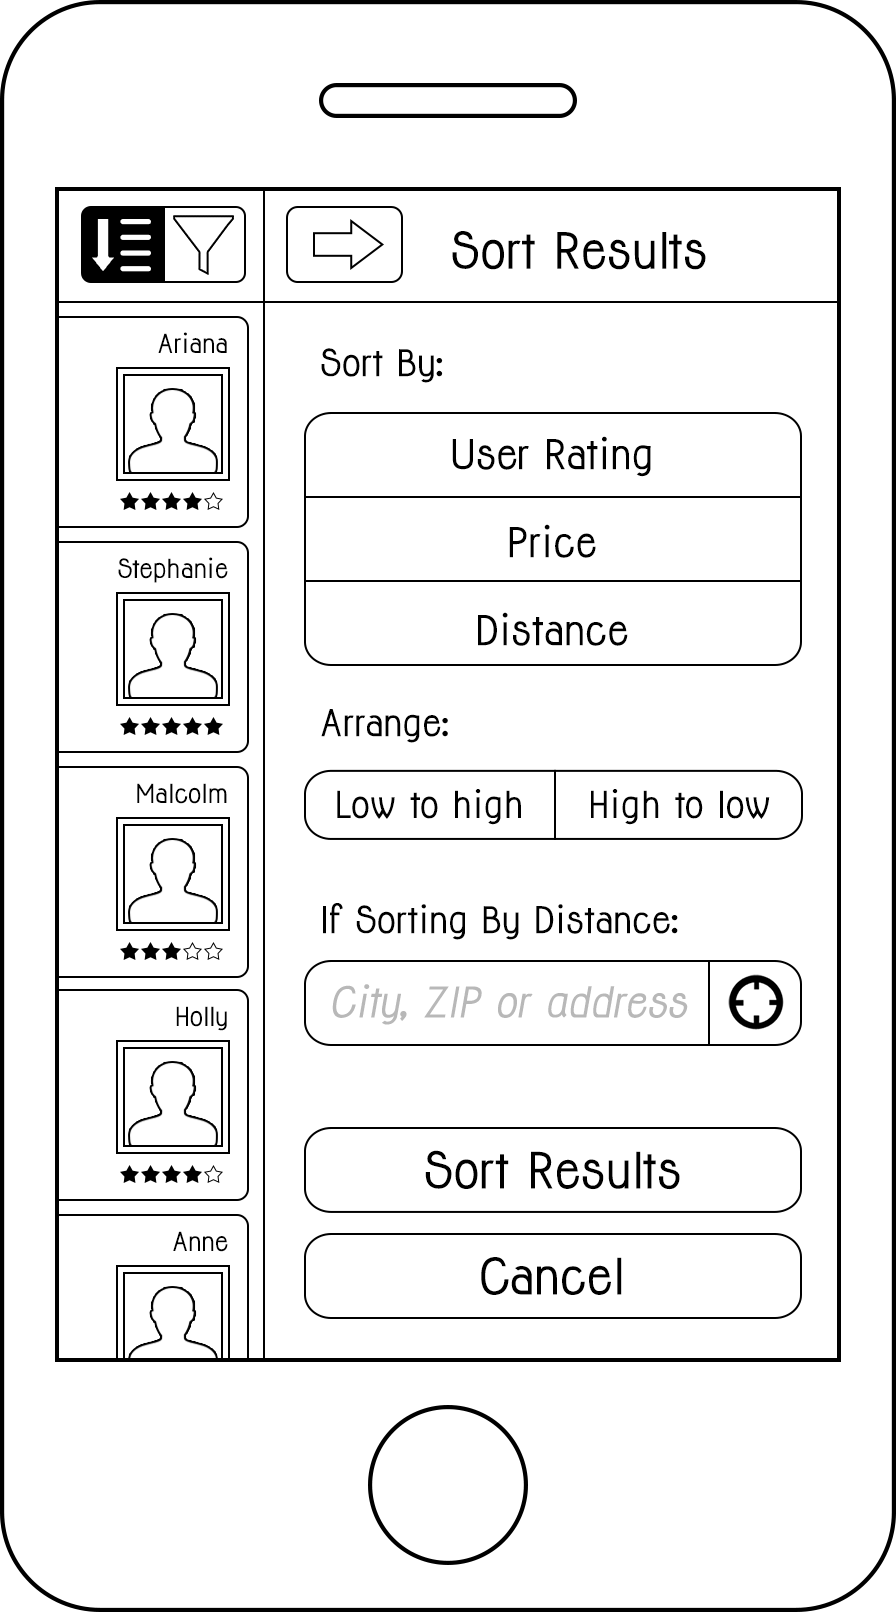 Sort Results
Ariana
Stephanie
Malcolm
Holly
Anne
Sort By:
User Rating
Price
Distance
Arrange:
Low to high
High to low
If Sorting By Distance:
City, ZIP or address
Sort Results
Cancel